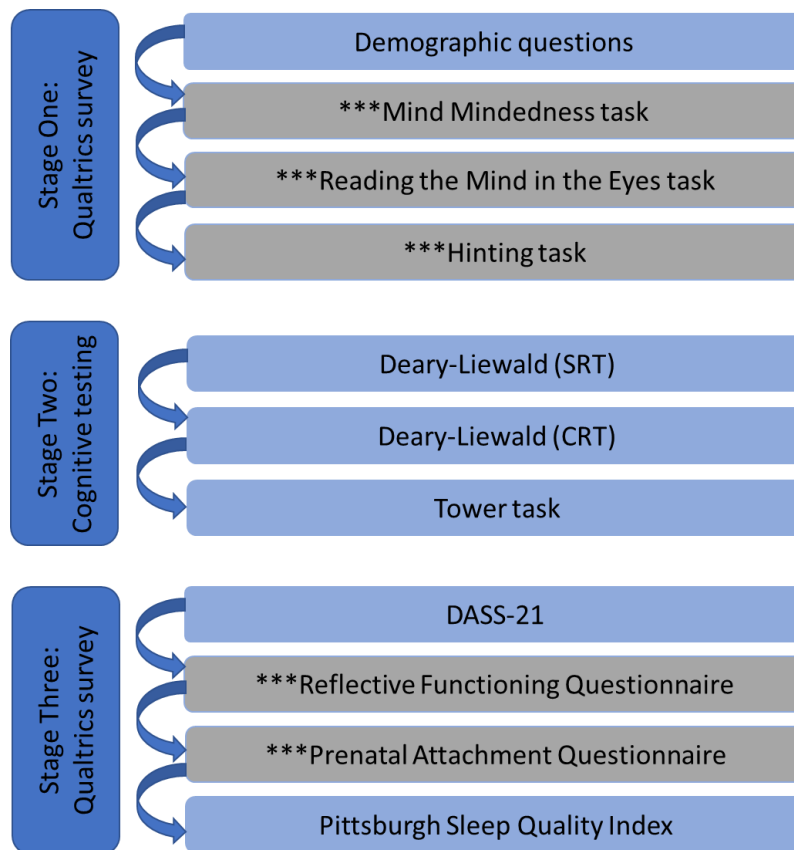 Stage One:
Qualtrics survey
Demographic questions
***Mind Mindedness task
***Reading the Mind in the Eyes task
***Hinting task
Stage Two:
Cognitive testing
Deary-Liewald (SRT)
Deary-Liewald (CRT)
Tower task
Stage Three:
Qualtrics survey
DASS-21
***Reflective Functioning Questionnaire
***Prenatal Attachment Questionnaire
Pittsburgh Sleep Quality Index